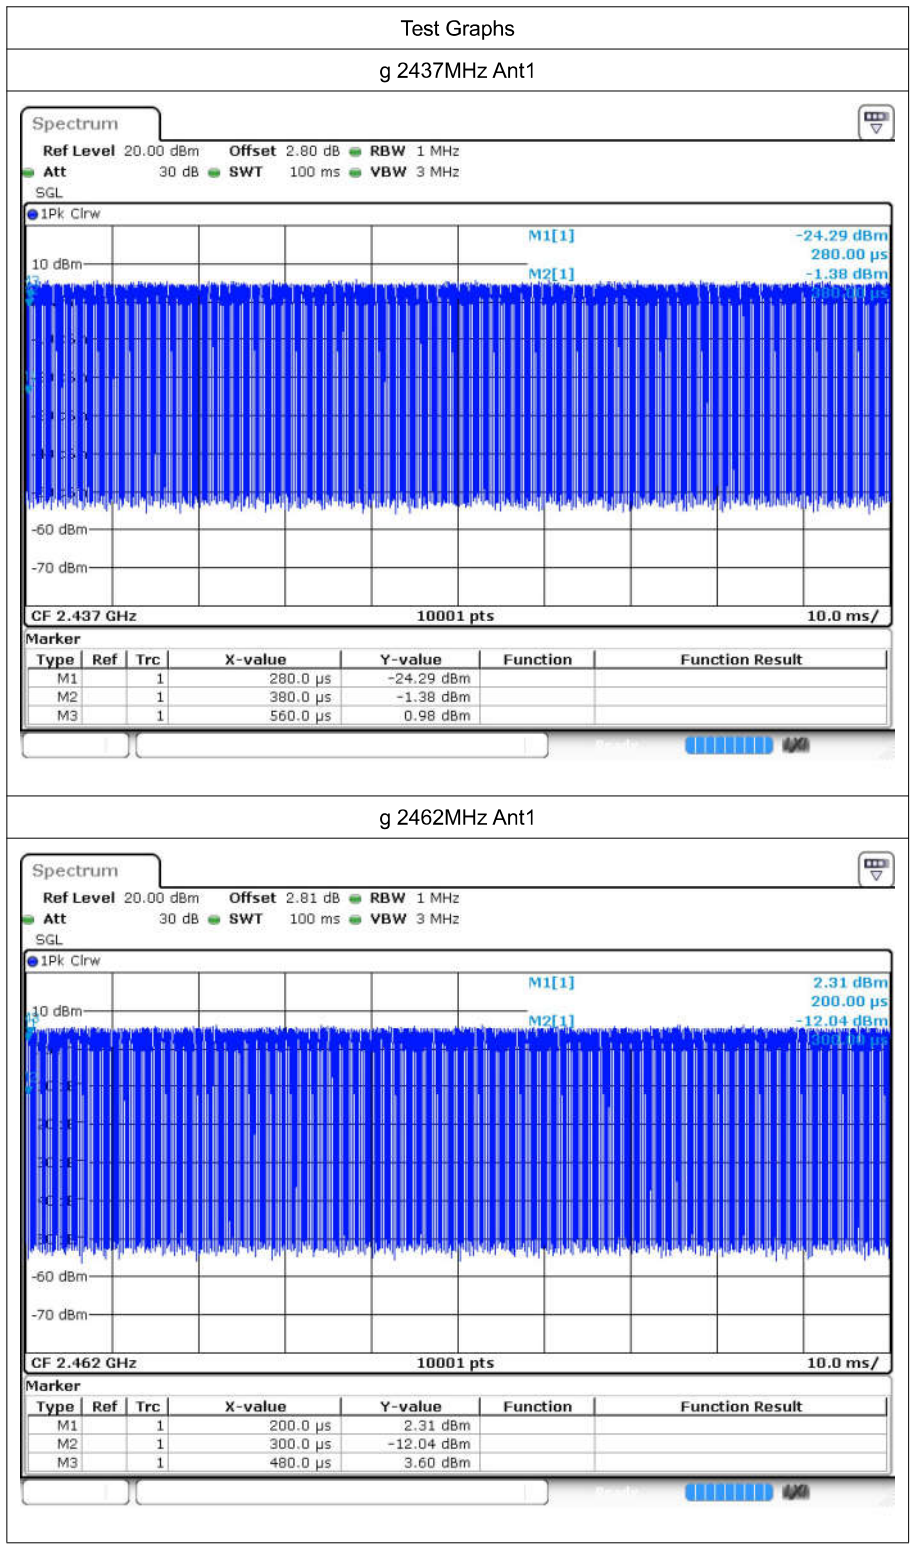 Test Graphs
g 2437MHz Ant1
Spectrum
Ref Level 20.00 dBm Offset 2.80 dB RBW 1 MHz
Att 30 dB SWT 100 ms VBW 3 MHz
SGL
1Pk Clrw
M1[1] -24.29 dBm
280.00 µs
10 dBm
M2[1] -1.38 dBm
380.00 µs
-60 dBm
-70 dBm
CF 2.437 GHz 10001 pts 10.0 ms/
Marker
Type Ref Trc X-value Y-value Function Function Result
M1 1 280.0 µs -24.29 dBm
M2 1 380.0 µs -1.38 dBm
M3 1 560.0 µs 0.98 dBm
g 2462MHz Ant1
Spectrum
Ref Level 20.00 dBm Offset 2.81 dB RBW 1 MHz
Att 30 dB SWT 100 ms VBW 3 MHz
SGL
1Pk Clrw
M1[1] 2.31 dBm
200.00 µs
10 dBm
M2[1] -12.04 dBm
300.00 µs
-60 dBm
-70 dBm
CF 2.462 GHz 10001 pts 10.0 ms/
Marker
Type Ref Trc X-value Y-value Function Function Result
M1 1 200.0 µs 2.31 dBm
M2 1 300.0 µs -12.04 dBm
M3 1 480.0 µs 3.60 dBm